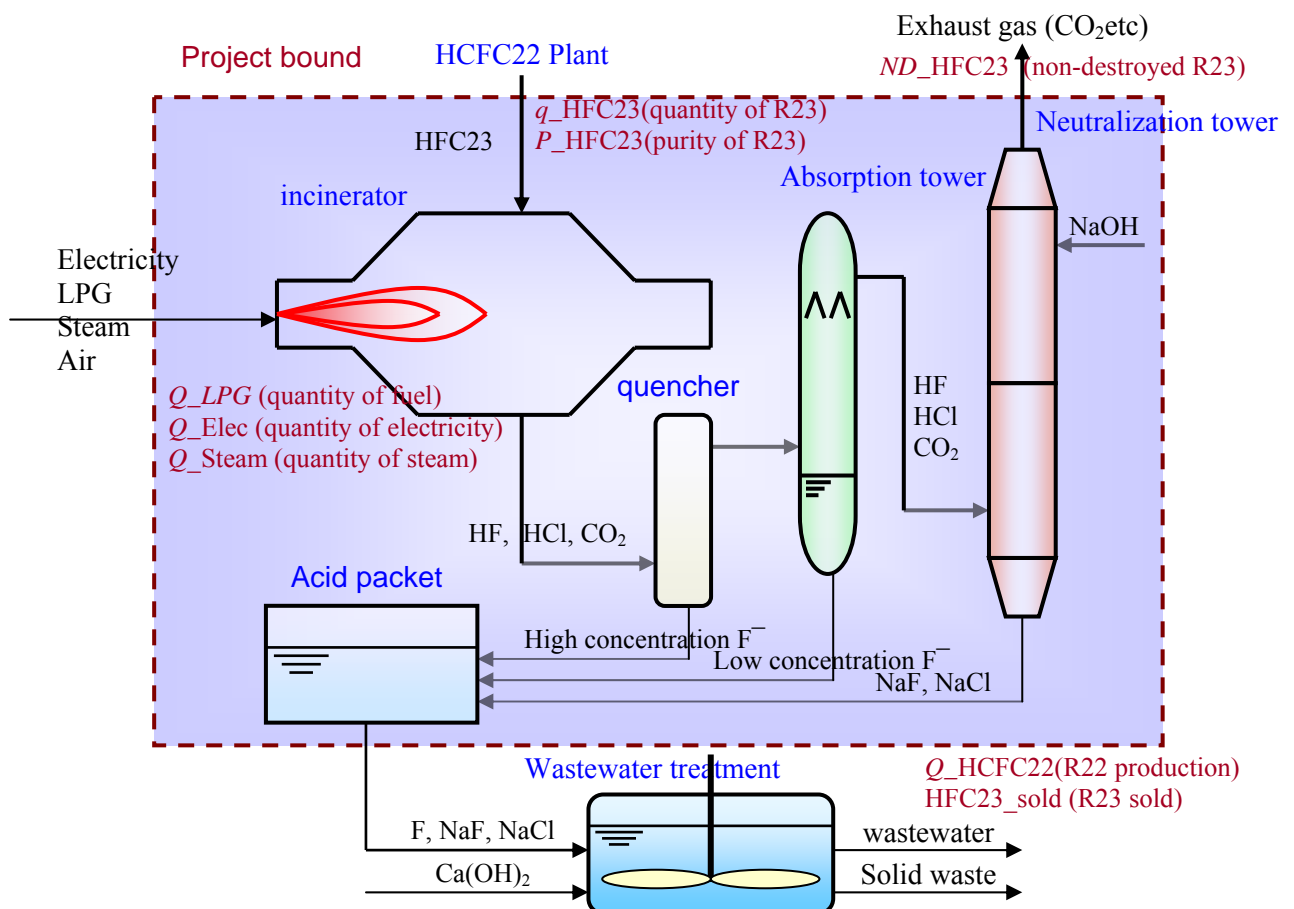 Exhaust gas (CO₂etc)
Project bound
HCFC22 Plant
ND_HFC23 (non-destroyed R23)
q_HFC23(quantity of R23)
P_HFC23(purity of R23)
HFC23
Neutralization tower
Absorption tower
incinerator
NaOH
Electricity
LPG
Steam
Air
Q_LPG (quantity of fuel)
Q_Elec (quantity of electricity)
Q_Steam (quantity of steam)
quencher
HF
HCl
CO₂
HF, HCl, CO₂
Acid packet
High concentration F‾
Low concentration F‾
NaF, NaCl
Wastewater treatment
Q_HCFC22(R22 production)
HFC23_sold (R23 sold)
F, NaF, NaCl
wastewater
Ca(OH)₂
Solid waste